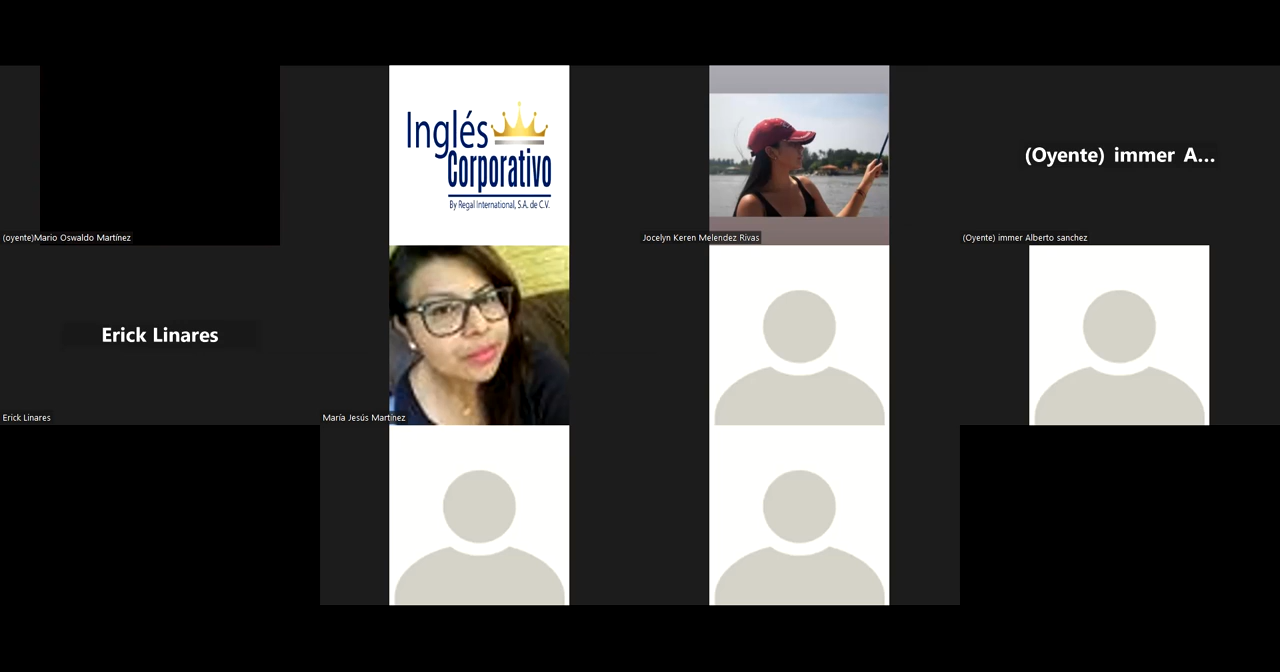 Inglés
Corporativo
By Regal International, S.A. de C.V.
(Oyente) immer A...
(oyente)Mario Oswaldo Martínez
Jocelyn Keren Melendez Rivas
(Oyente) immer Alberto sanchez
Erick Linares
Erick Linares
María Jesús Martínez